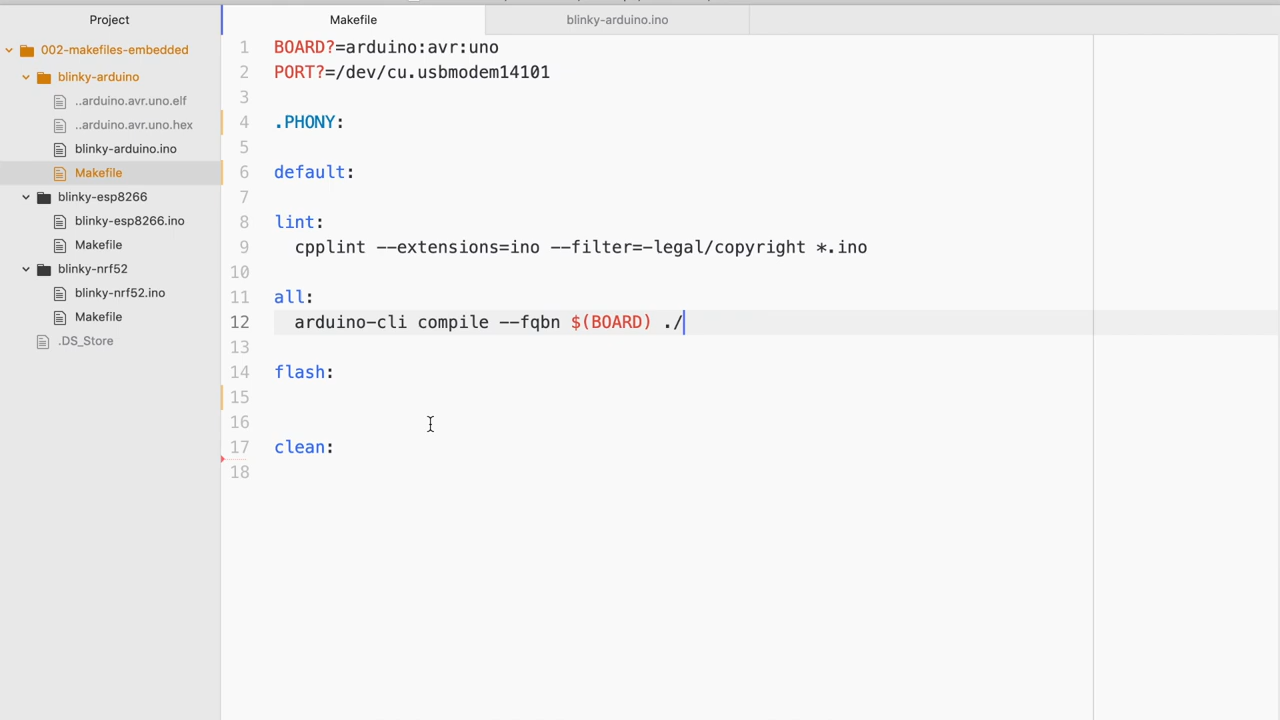 Project
Makefile
blinky-arduino.ino
002-makefiles-embedded
blinky-arduino
..arduino.avr.uno.elf
..arduino.avr.uno.hex
blinky-arduino.ino
Makefile
blinky-esp8266
blinky-esp8266.ino
Makefile
blinky-nrf52
blinky-nrf52.ino
Makefile
.DS_Store
1 BOARD?=arduino:avr:uno
2 PORT?=/dev/cu.usbmodem14101
3
4 .PHONY:
5
6 default:
7
8 lint:
9 cpplint --extensions=ino --filter=-legal/copyright *.ino
10
11 all:
12 arduino-cli compile --fqbn $(BOARD) ./
13
14 flash:
15
16
17 clean:
18